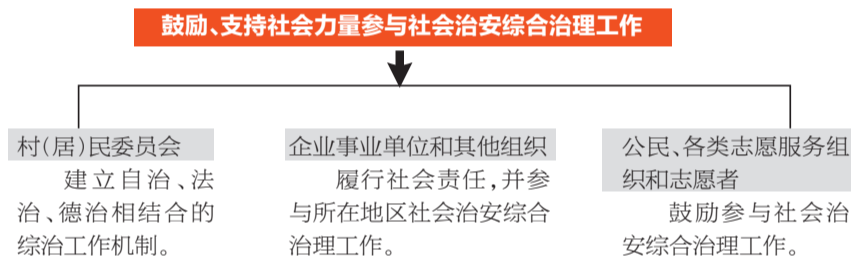 鼓励、支持社会力量参与社会治安综合治理工作
村(居)民委员会
建立自治、法
治、德治相结合的
综治工作机制。
企业事业单位和其他组织
履行社会责任,并参
与所在地区社会治安综合
治理工作。
公民、各类志愿服务组
织和志愿者
鼓励参与社会治
安综合治理工作。